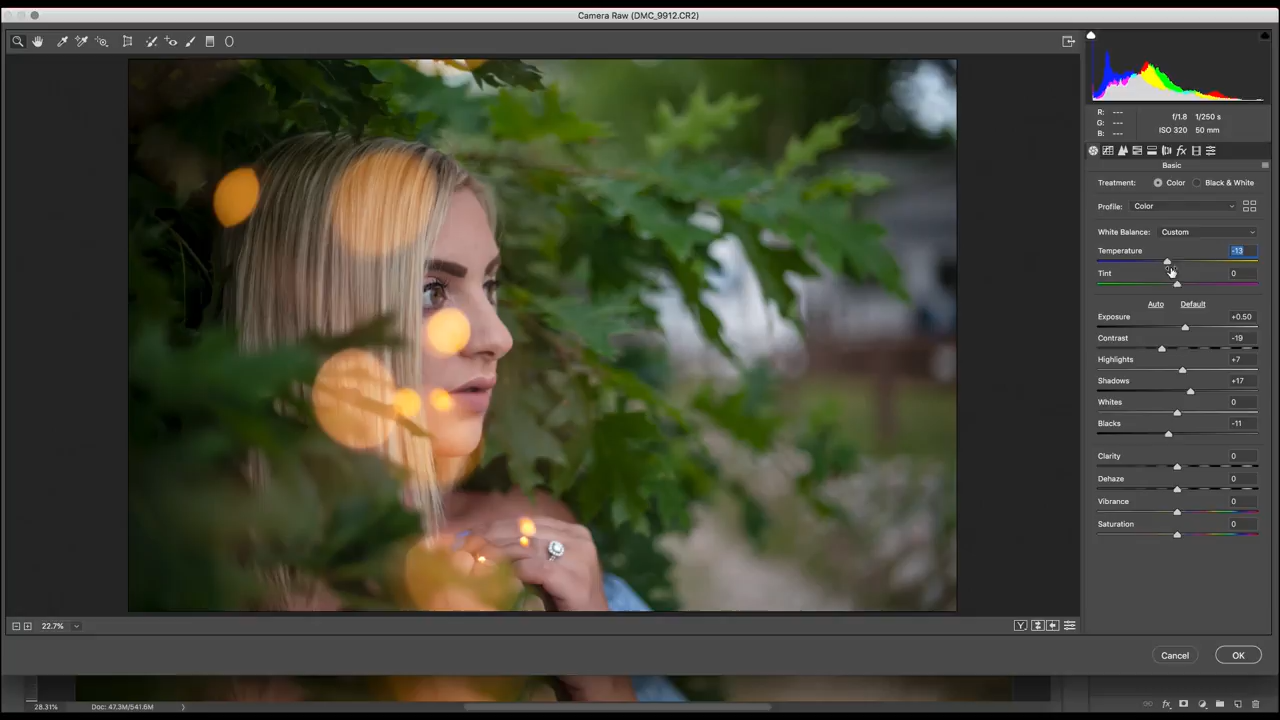 Camera Raw (DMC_9912.CR2)
R: ---
G: ---
B: ---
f/1.8 1/250 s
ISO 320 50 mm
Basic
Treatment: Color Black & White
Profile: Color
White Balance: Custom
Temperature -13
Tint 0
Auto Default
Exposure +0.50
Contrast -19
Highlights +7
Shadows +17
Whites 0
Blacks -11
Clarity 0
Dehaze 0
Vibrance 0
Saturation 0
22.7%
Y
Cancel OK
28.31% Doc: 47.3M/541.6M
fx